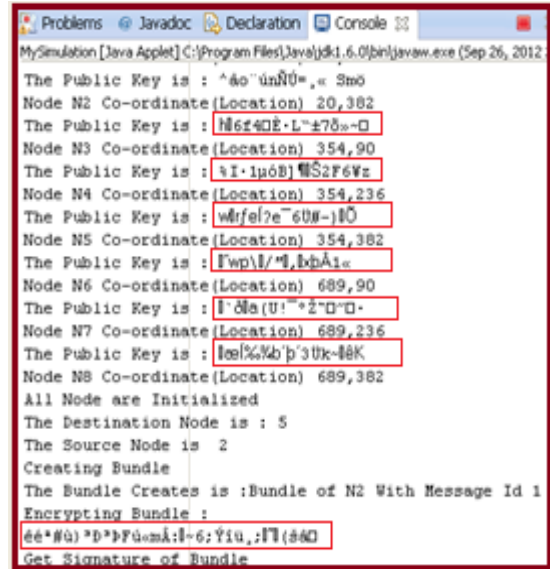 Problems @ Javadoc Declaration Console
MySimulation [Java Applet] C:\Program Files\Java\jdk1.6.0\bin\javaw.exe (Sep 26, 2012
The Public Key is :
Node N2 Co-ordinate(Location) 20,382
The Public Key is :
Node N3 Co-ordinate(Location) 354,90
The Public Key is :
Node N4 Co-ordinate(Location) 354,236
The Public Key is :
Node N5 Co-ordinate(Location) 354,382
The Public Key is :
Node N6 Co-ordinate(Location) 689,90
The Public Key is :
Node N7 Co-ordinate(Location) 689,236
The Public Key is :
Node N8 Co-ordinate(Location) 689,382
All Node are Initialized
The Destination Node is : 5
The Source Node is 2
Creating Bundle
The Bundle Creates is :Bundle of N2 With Message Id 1
Encrypting Bundle :
Get Signature of Bundle